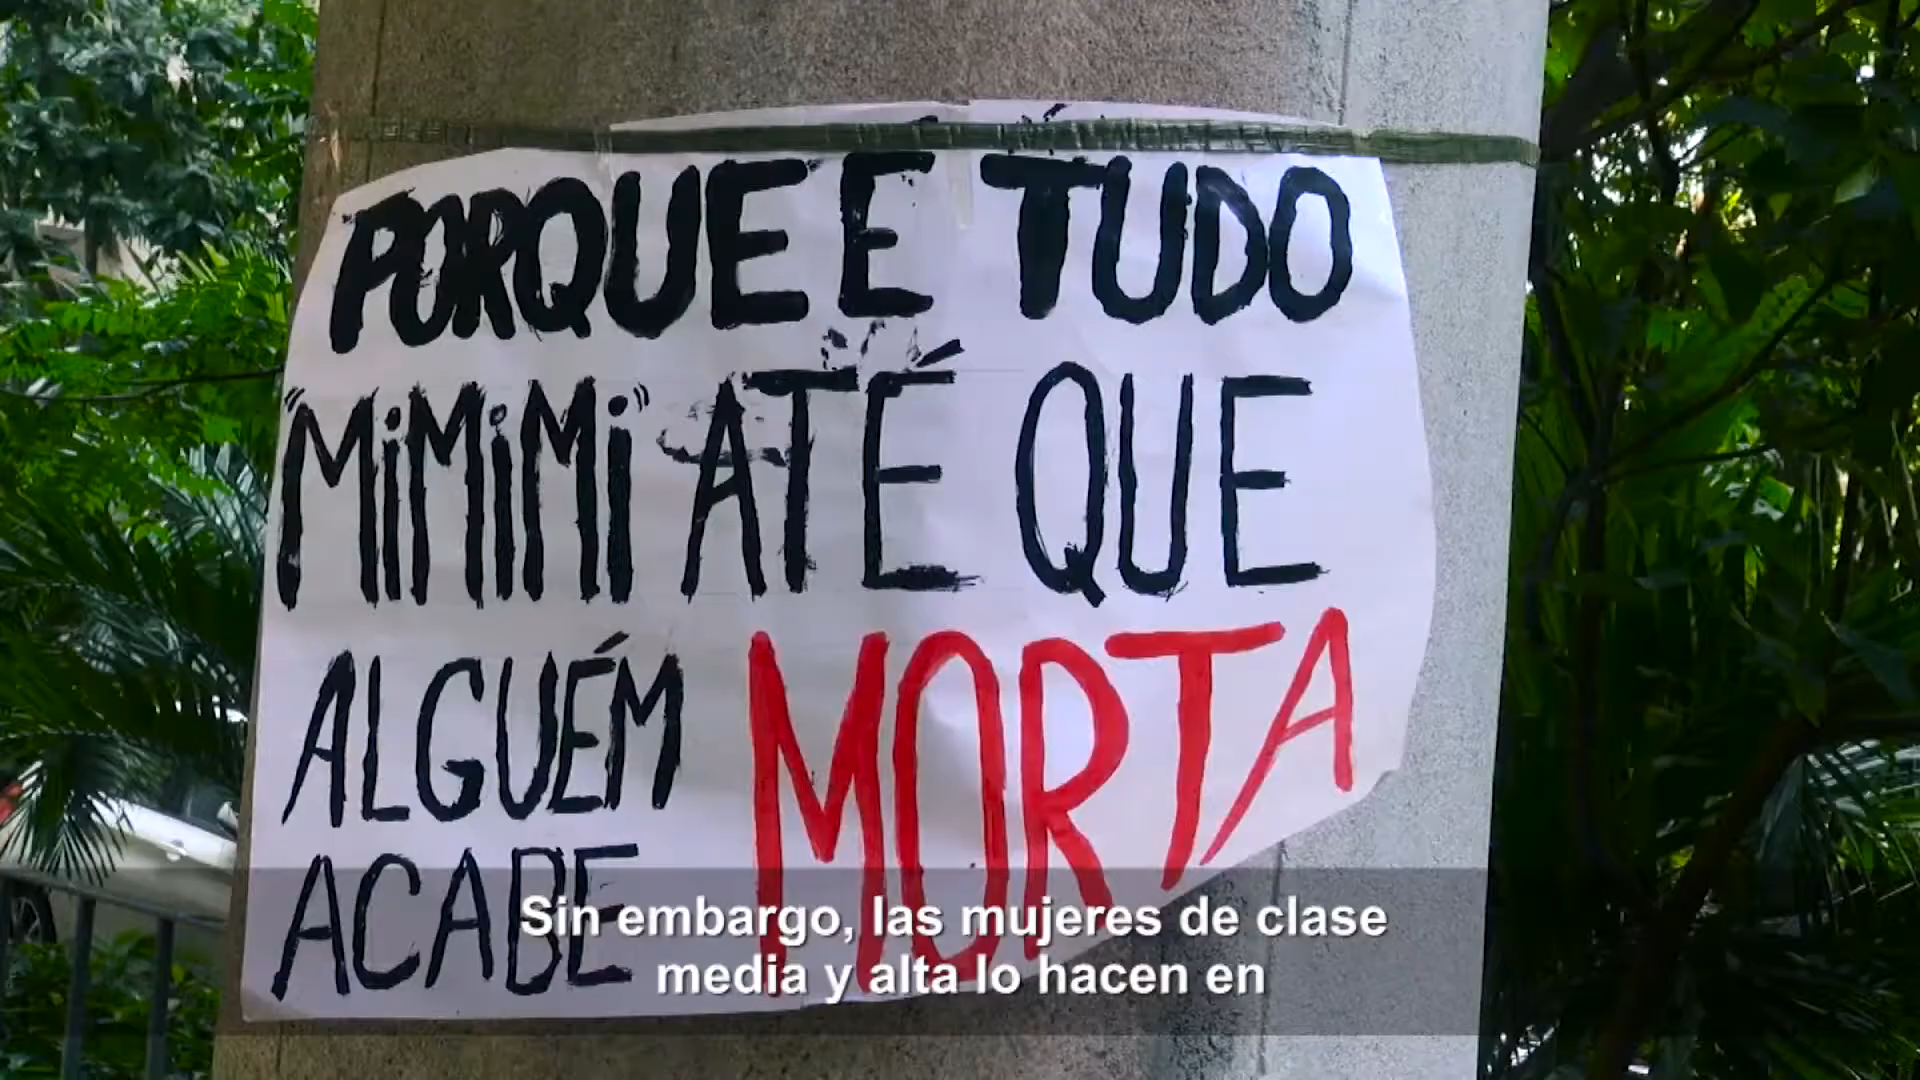 PORQUE É TUDO
"MiMiMi" ATÉ QUE
ALGUÉM MORTA
ACABE
Sin embargo, las mujeres de clase
media y alta lo hacen en